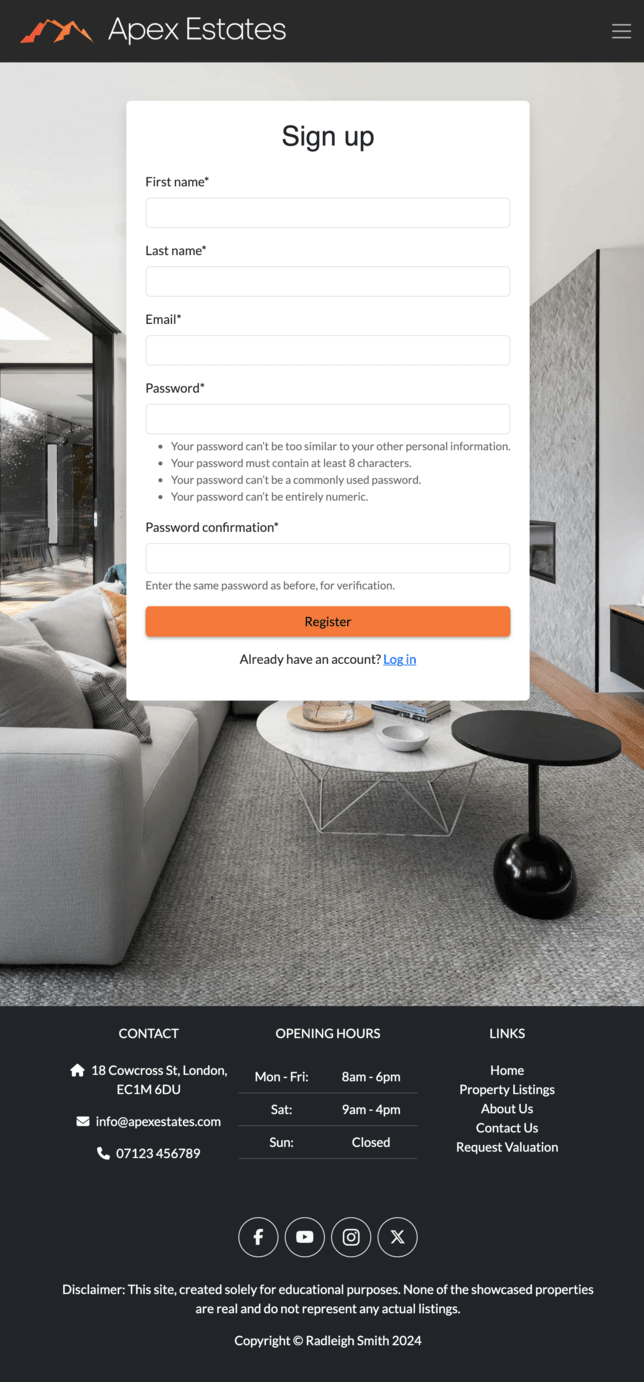 Apex Estates
Sign up
First name*
Last name*
Email*
Password*
Your password can't be too similar to your other personal information.
Your password must contain at least 8 characters.
Your password can't be a commonly used password.
Your password can't be entirely numeric.
Password confirmation*
Enter the same password as before, for verification.
Register
Already have an account? Log in
CONTACT
18 Cowcross St, London,
EC1M 6DU
info@apexestates.com
07123 456789
OPENING HOURS
Mon - Fri: 8am - 6pm
Sat: 9am - 4pm
Sun: Closed
LINKS
Home
Property Listings
About Us
Contact Us
Request Valuation
Disclaimer: This site, created solely for educational purposes. None of the showcased properties
are real and do not represent any actual listings.
Copyright © Radleigh Smith 2024